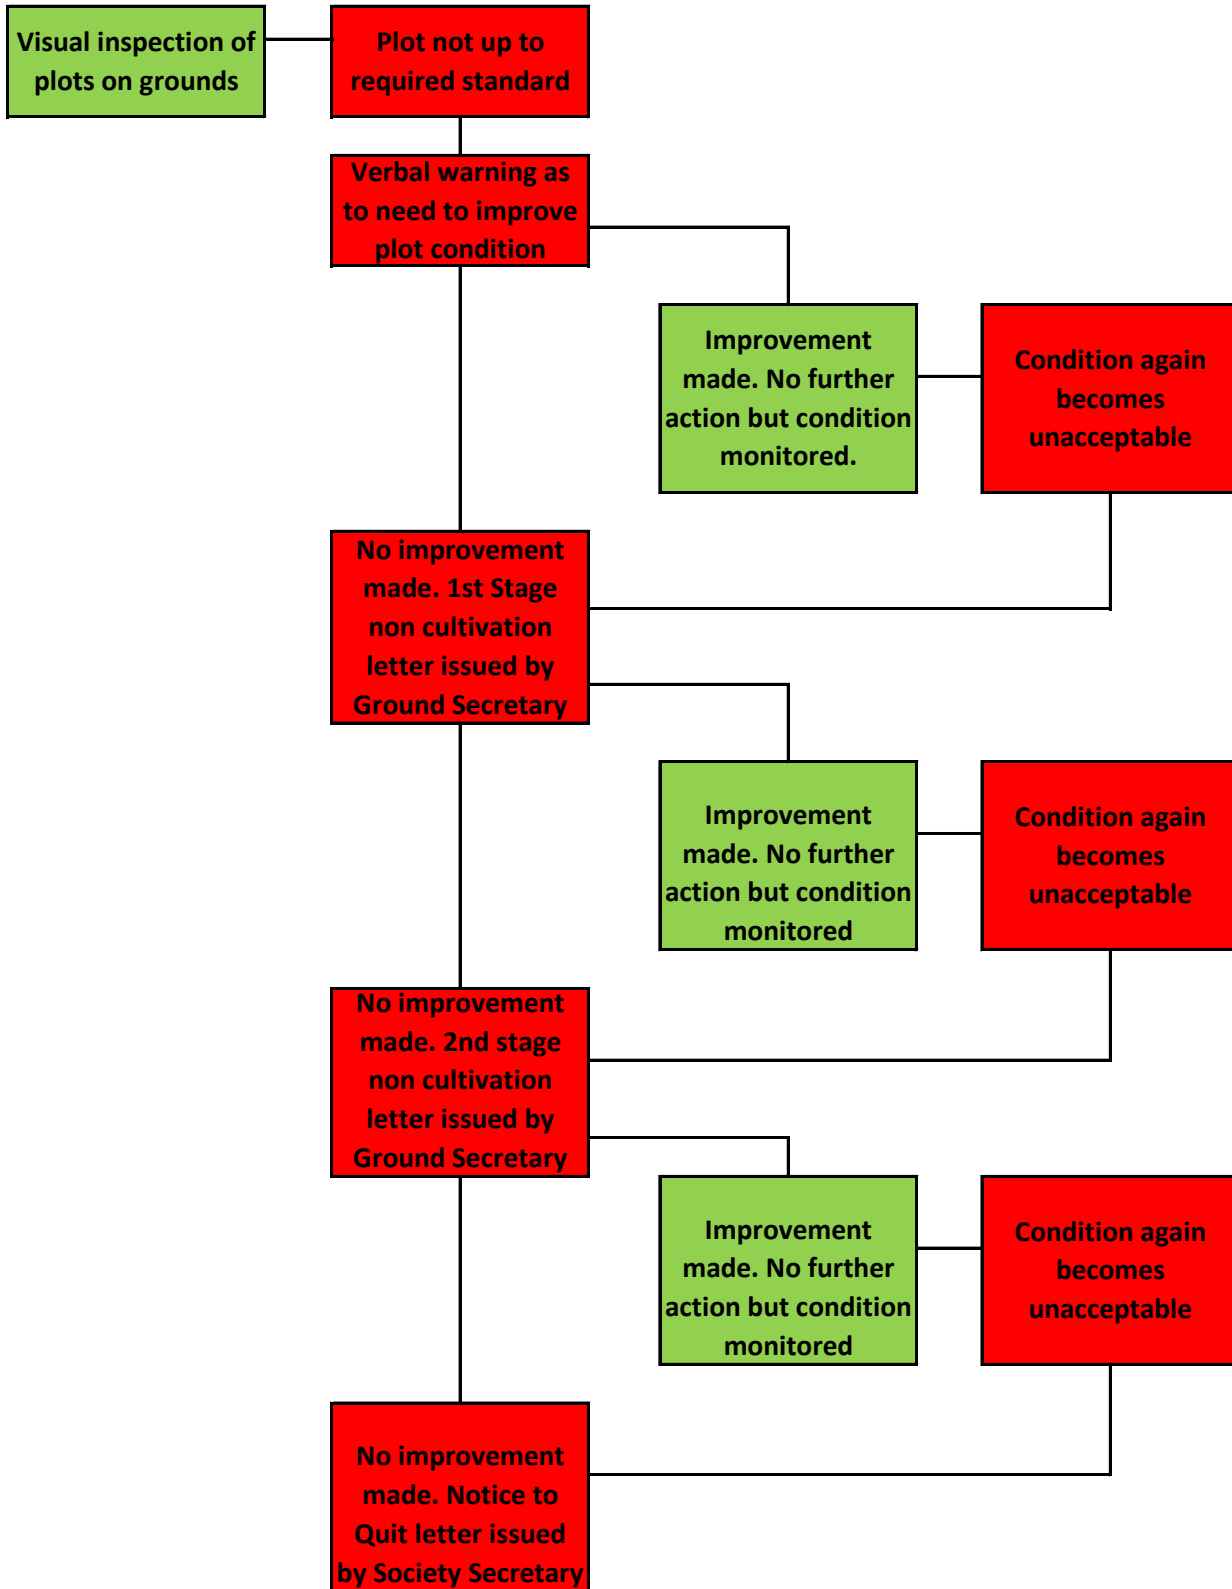 Visual inspection of
plots on grounds
Plot not up to
required standard
Verbal warning as
to need to improve
plot condition
Improvement
made. No further
action but condition
monitored.
Condition again
becomes
unacceptable
No improvement
made. 1st Stage
non cultivation
letter issued by
Ground Secretary
Improvement
made. No further
action but condition
monitored
Condition again
becomes
unacceptable
No improvement
made. 2nd stage
non cultivation
letter issued by
Ground Secretary
Improvement
made. No further
action but condition
monitored
Condition again
becomes
unacceptable
No improvement
made. Notice to
Quit letter issued
by Society Secretary